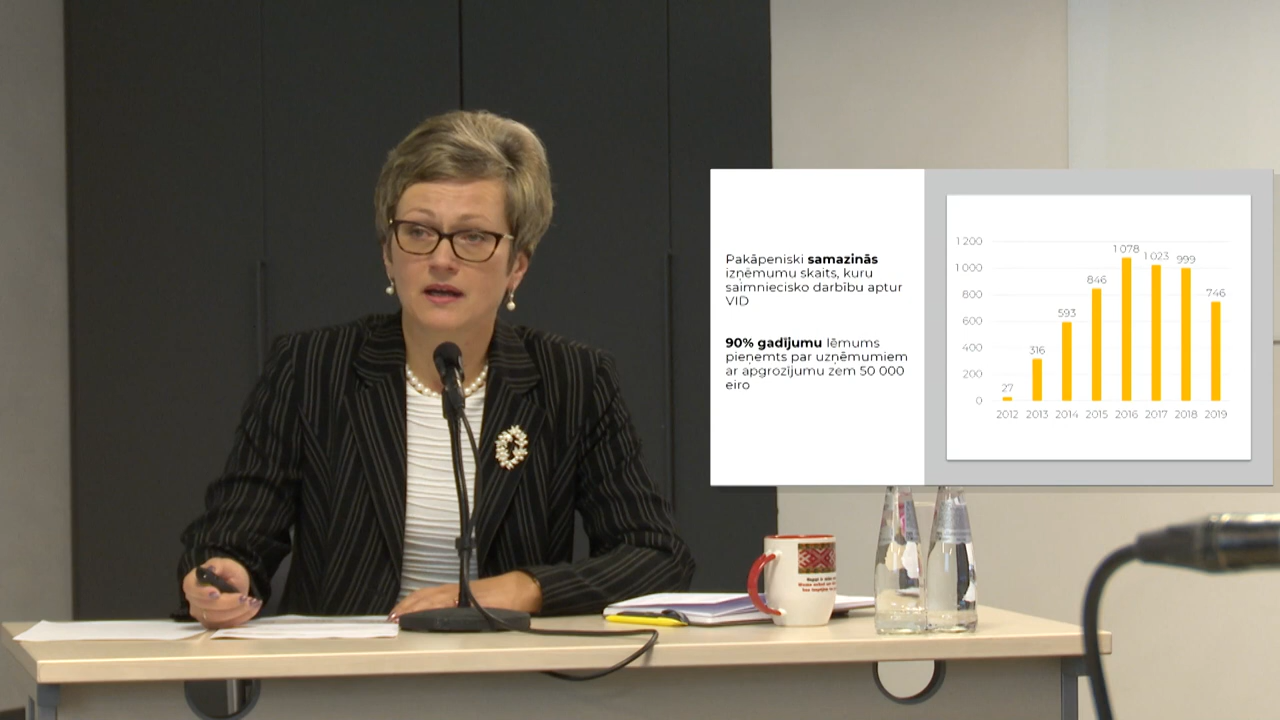 Pakāpeniski samazinās
izņēmumu skaits, kuru
saimniecisko darbību aptur
VID
90% gadījumu lēmums
pieņemts par uzņēmumiem
ar apgrozījumu zem 50 000
eiro
1 200
1 000
800
600
400
200
0
27
316
593
846
1 078
1 023
999
746
2012 2013 2014 2015 2016 2017 2018 2019